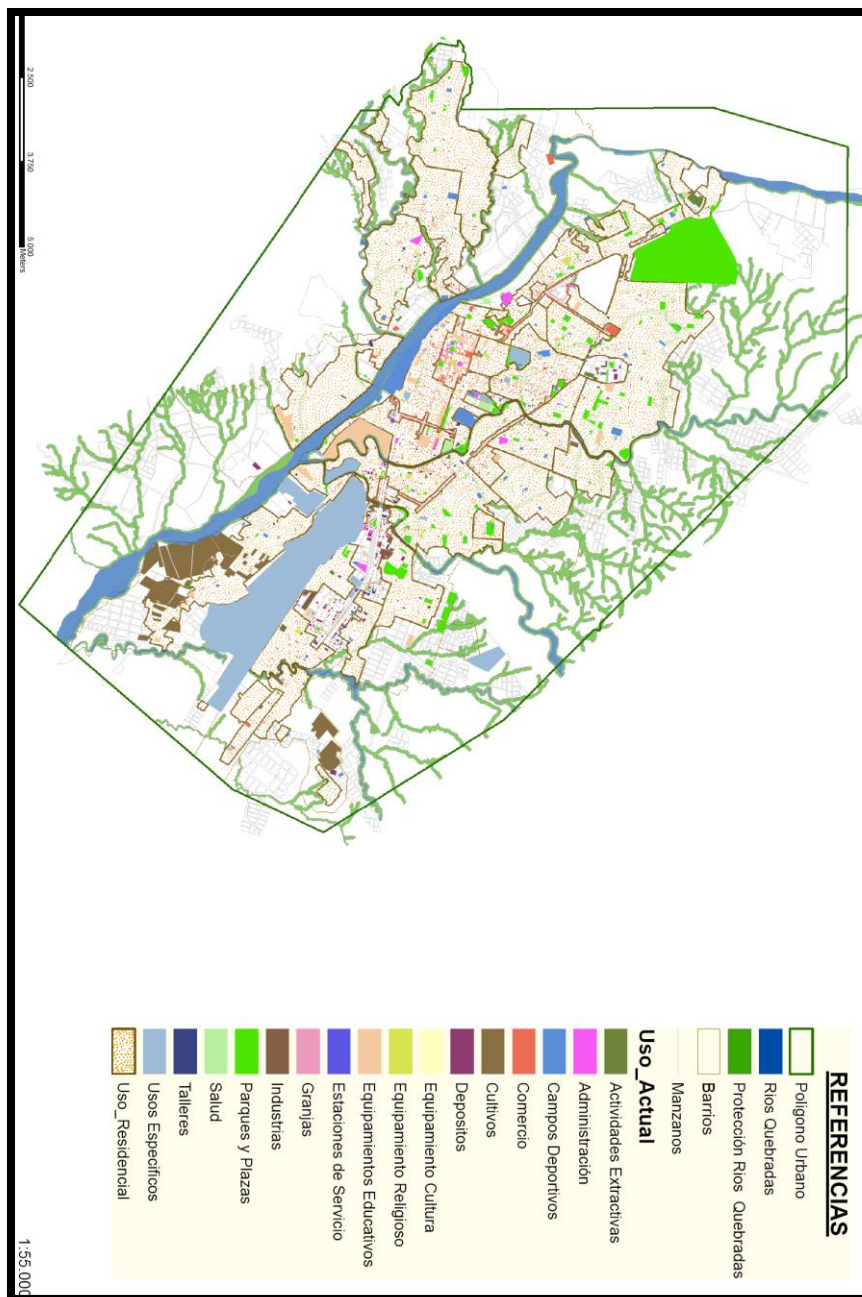 2.500
3.750
5.000
Meters
REFERENCIAS
Poligono Urbano
Rios Quebradas
Protección Rios Quebradas
Barrios
Manzanos
Uso_Actual
Actividades Extractivas
Administración
Campos Deportivos
Comercio
Cultivos
Depositos
Equipamiento Cultura
Equipamiento Religioso
Equipamientos Educativos
Estaciones de Servicio
Granjas
Industrias
Parques y Plazas
Salud
Talleres
Usos Especificos
Uso_Residencial
1:55.000